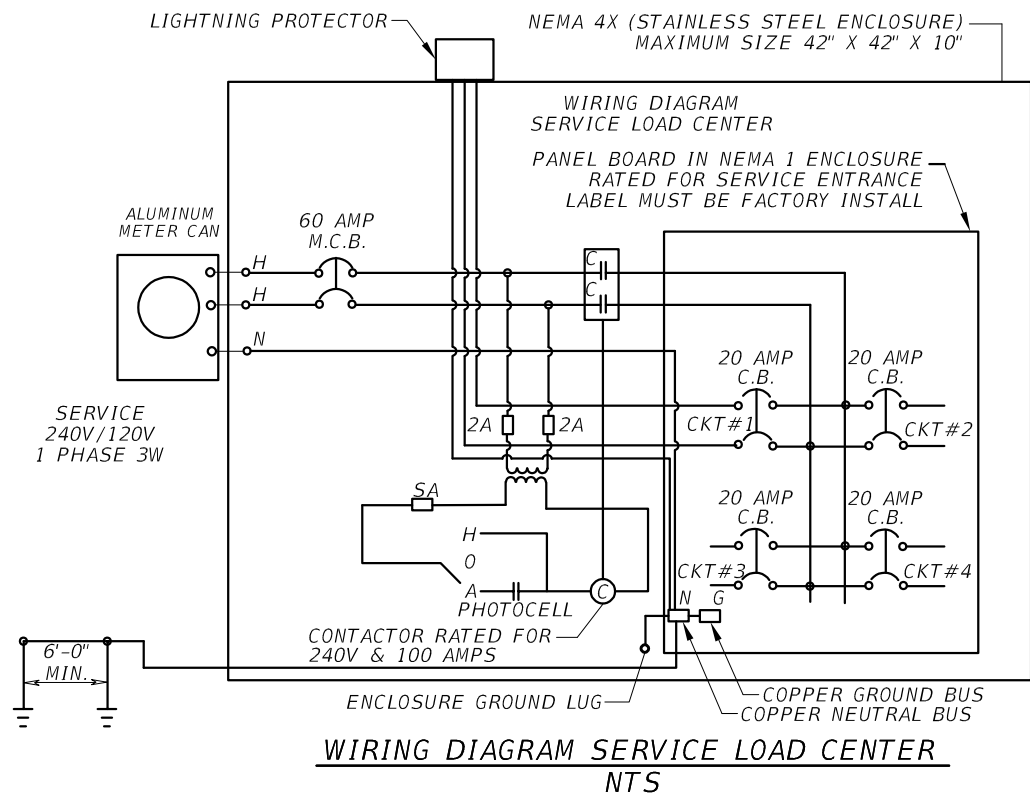 LIGHTNING PROTECTOR
NEMA 4X (STAINLESS STEEL ENCLOSURE)
MAXIMUM SIZE 42" X 42" X 10"
WIRING DIAGRAM
SERVICE LOAD CENTER
PANEL BOARD IN NEMA 1 ENCLOSURE
RATED FOR SERVICE ENTRANCE
LABEL MUST BE FACTORY INSTALL
ALUMINUM
METER CAN
60 AMP
M.C.B.
H
H
N
C
C
SERVICE
240V/120V
1 PHASE 3W
20 AMP
C.B.
20 AMP
C.B.
2A
2A
CKT#1
CKT#2
SA
20 AMP
C.B.
20 AMP
C.B.
H
O
A
PHOTOCELL
C
CKT#3
CKT#4
N
G
CONTACTOR RATED FOR
240V & 100 AMPS
6'-0"
MIN.
ENCLOSURE GROUND LUG
COPPER GROUND BUS
COPPER NEUTRAL BUS
WIRING DIAGRAM SERVICE LOAD CENTER
NTS